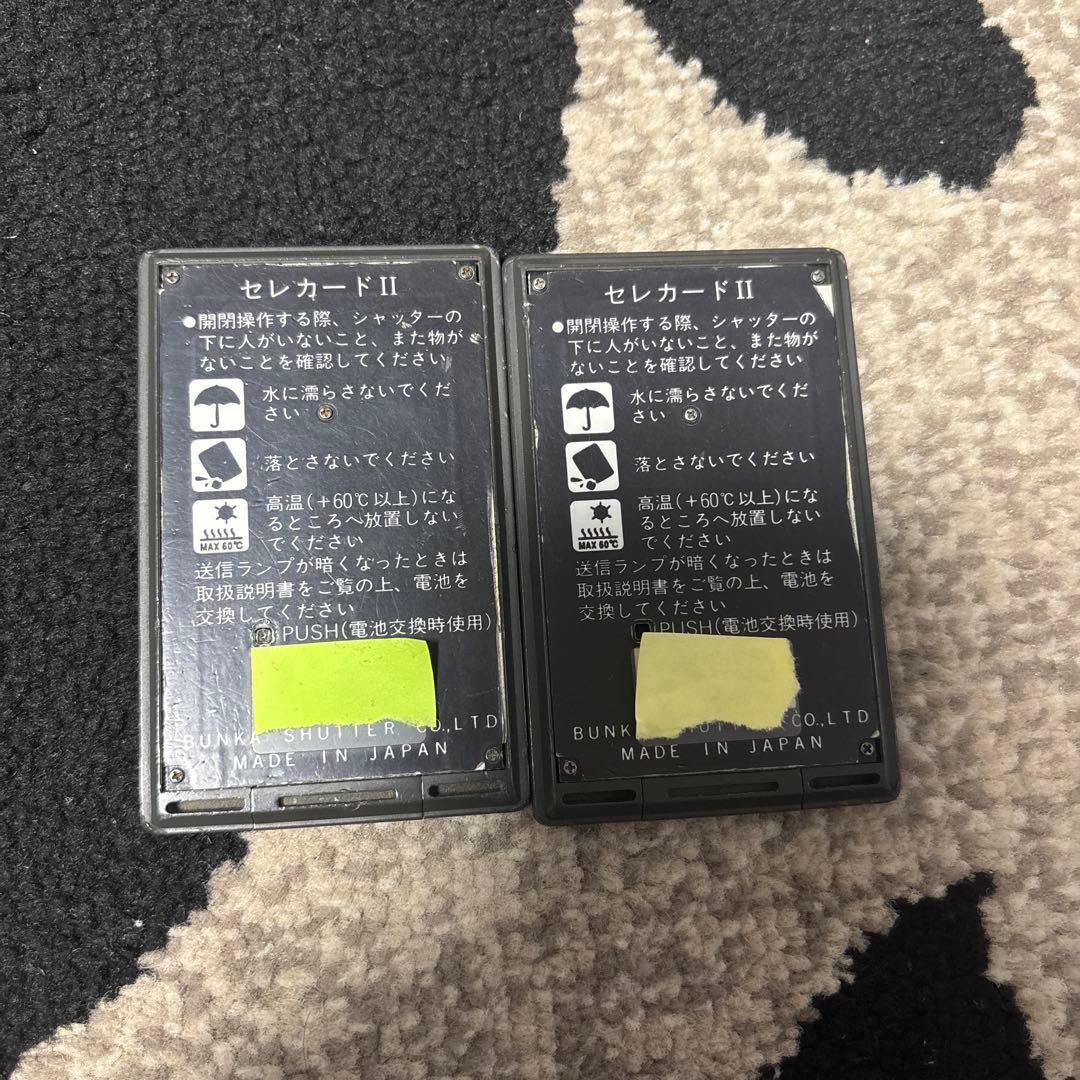 セレカードII
●開閉操作する際、シャッターの
下に人がいないこと、また物が
ないことを確認してください
水に濡らさないでくだ
さい
落とさないでください
高温(+60℃以上)にな
るところへ放置しない
でください
MAX 60℃
送信ランプが暗くなったときは
取扱説明書をご覧の上、電池を
交換してください
PUSH(電池交換時使用)
BUNKA SHUTTER CO.,LTD
MADE IN JAPAN
セレカードII
●開閉操作する際、シャッターの
下に人がいないこと、また物が
ないことを確認してください
水に濡らさないでくだ
さい
落とさないでください
高温(+60℃以上)にな
るところへ放置しない
でください
MAX 60℃
送信ランプが暗くなったときは
取扱説明書をご覧の上、電池を
交換してください
PUSH(電池交換時使用)
CO.,LTD
MADE IN JAPAN